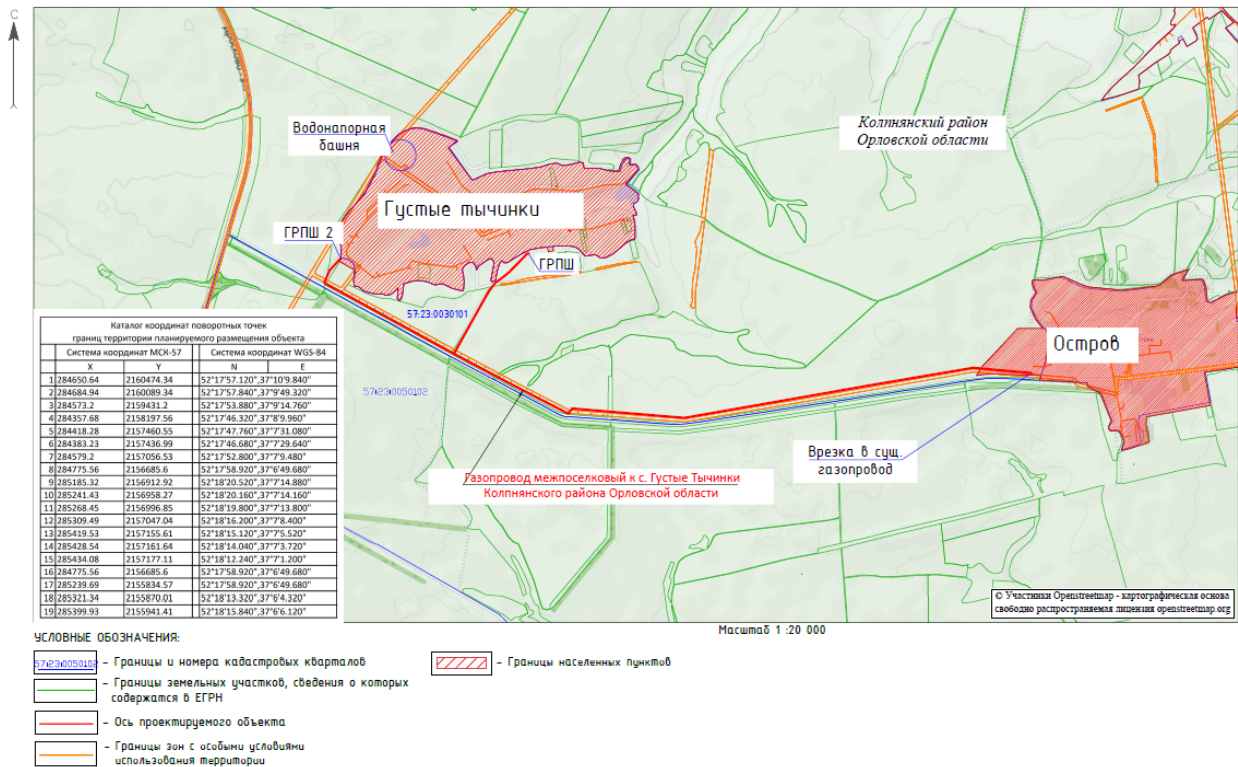 С
Водонапорная
башня
Колпнянский район
Орловской области
Густые тычинки
ГРПШ 2
ГРПШ
57:23:0030101
Остров
57:23:0050102
Врезка в сущ.
газопровод
Газопровод межпоселковый к с. Густые Тычинки
Колпнянского района Орловской области
Каталог координат поворотных точек
границ территории планируемого размещения объекта
Система координат МСК-57 Система координат WGS-84
X Y N E
1 284650.64 2160474.34 52°17'57.120",37°10'9.840"
2 284684.94 2160089.34 52°17'57.840",37°9'49.320"
3 284573.2 2159431.2 52°17'53.880",37°9'14.760"
4 284357.68 2158197.56 52°17'46.320",37°8'9.960"
5 284418.28 2157460.55 52°17'47.760",37°7'31.080"
6 284383.23 2157436.99 52°17'46.680",37°7'29.640"
7 284579.2 2157056.53 52°17'52.800",37°7'9.480"
8 284775.56 2156685.6 52°17'58.920",37°6'49.680"
9 285185.32 2156912.92 52°18'20.520",37°7'14.880"
10 285241.43 2156958.27 52°18'20.160",37°7'14.160"
11 285268.45 2156996.85 52°18'19.800",37°7'13.800"
12 285309.49 2157047.04 52°18'16.200",37°7'8.400"
13 285419.53 2157155.61 52°18'15.120",37°7'5.520"
14 285428.54 2157161.64 52°18'14.040",37°7'3.720"
15 285434.08 2157177.11 52°18'12.240",37°7'1.200"
16 284775.56 2156685.6 52°17'58.920",37°6'49.680"
17 285239.69 2155834.57 52°17'58.920",37°6'49.680"
18 285321.34 2155870.01 52°18'13.320",37°6'4.320"
19 285399.93 2155941.41 52°18'15.840",37°6'6.120"
© Участники Openstreetmap - картографическая основа
свободно распространяемая лицензия openstreetmap.org
Масштаб 1 :20 000
УСЛОВНЫЕ ОБОЗНАЧЕНИЯ:
57:23:0050102 - Границы и номера кадастровых кварталов
- Границы населенных пунктов
- Границы земельных участков, сведения о которых
содержатся в ЕГРН
- Ось проектируемого объекта
- Границы зон с особыми условиями
использования территории